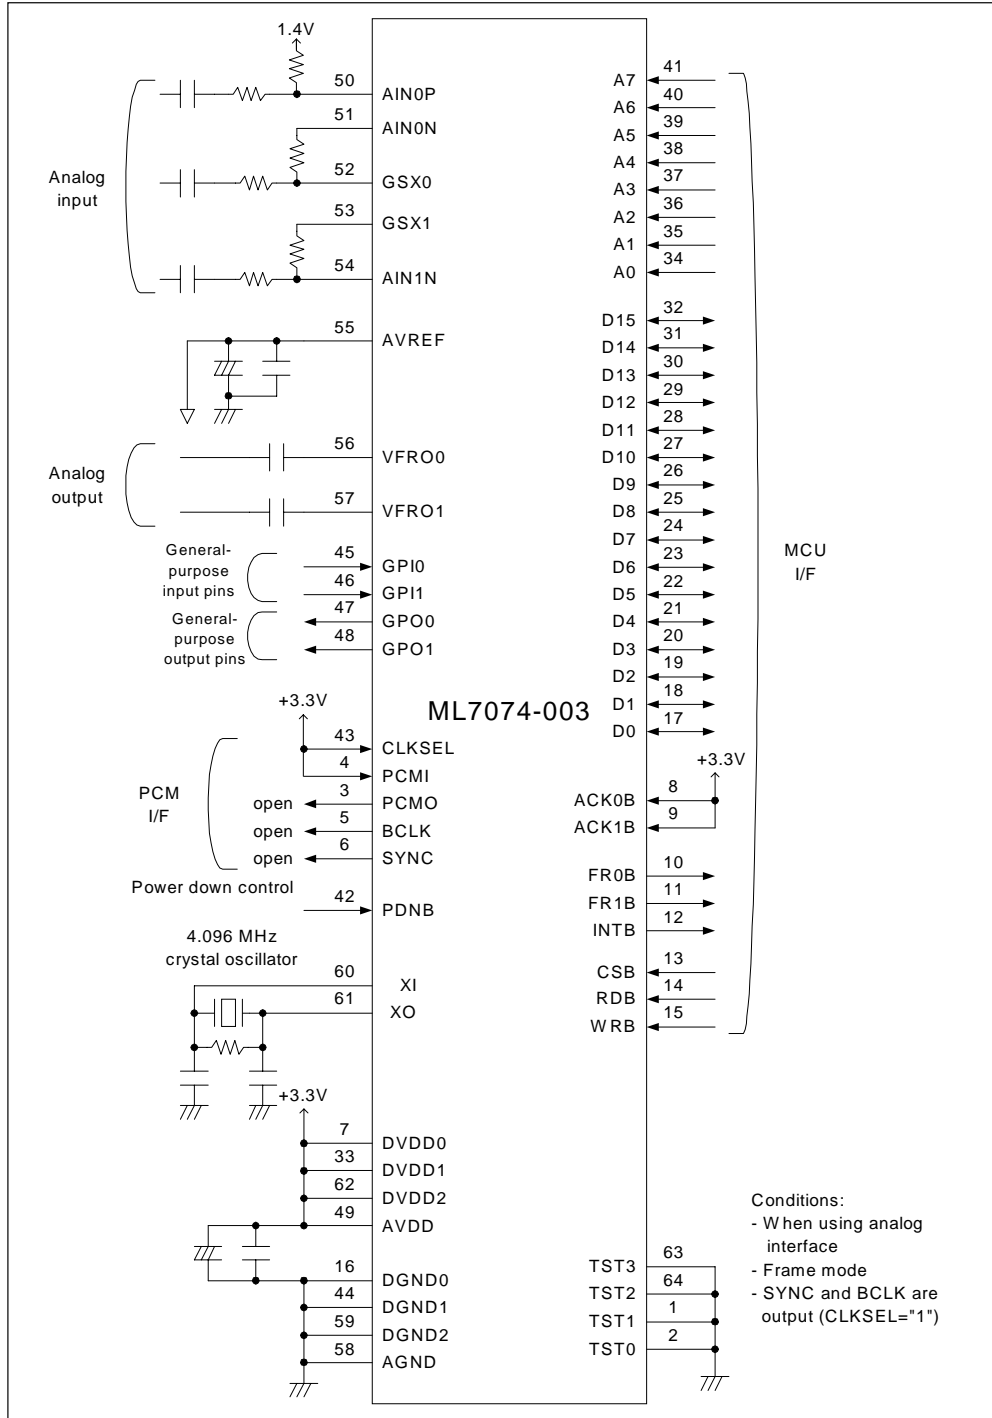 1.4V
50
AIN0P
51
AIN0N
52
GSX0
53
GSX1
54
AIN1N
Analog
input
55
AVREF
56
VFRO0
57
VFRO1
Analog
output
General-
purpose
input pins
45
GPI0
46
GPI1
General-
purpose
output pins
47
GPO0
48
GPO1
ML7074-003
+3.3V
43
CLKSEL
4
PCMI
PCM
I/F
open
3
PCMO
open
5
BCLK
open
6
SYNC
Power down control
42
PDNB
4.096 MHz
crystal oscillator
60
XI
61
XO
+3.3V
7
DVDD0
33
DVDD1
62
DVDD2
49
AVDD
16
DGND0
44
DGND1
59
DGND2
58
AGND
A7
41
A6
40
A5
39
A4
38
A3
37
A2
36
A1
35
A0
34
D15
32
D14
31
D13
30
D12
29
D11
28
D10
27
D9
26
D8
25
D7
24
D6
23
D5
22
D4
21
D3
20
D2
19
D1
18
D0
17
MCU
I/F
+3.3V
ACK0B
8
ACK1B
9
FR0B
10
FR1B
11
INTB
12
CSB
13
RDB
14
WRB
15
TST3
63
TST2
64
TST1
1
TST0
2
Conditions:
- When using analog
interface
- Frame mode
- SYNC and BCLK are
output (CLKSEL="1")